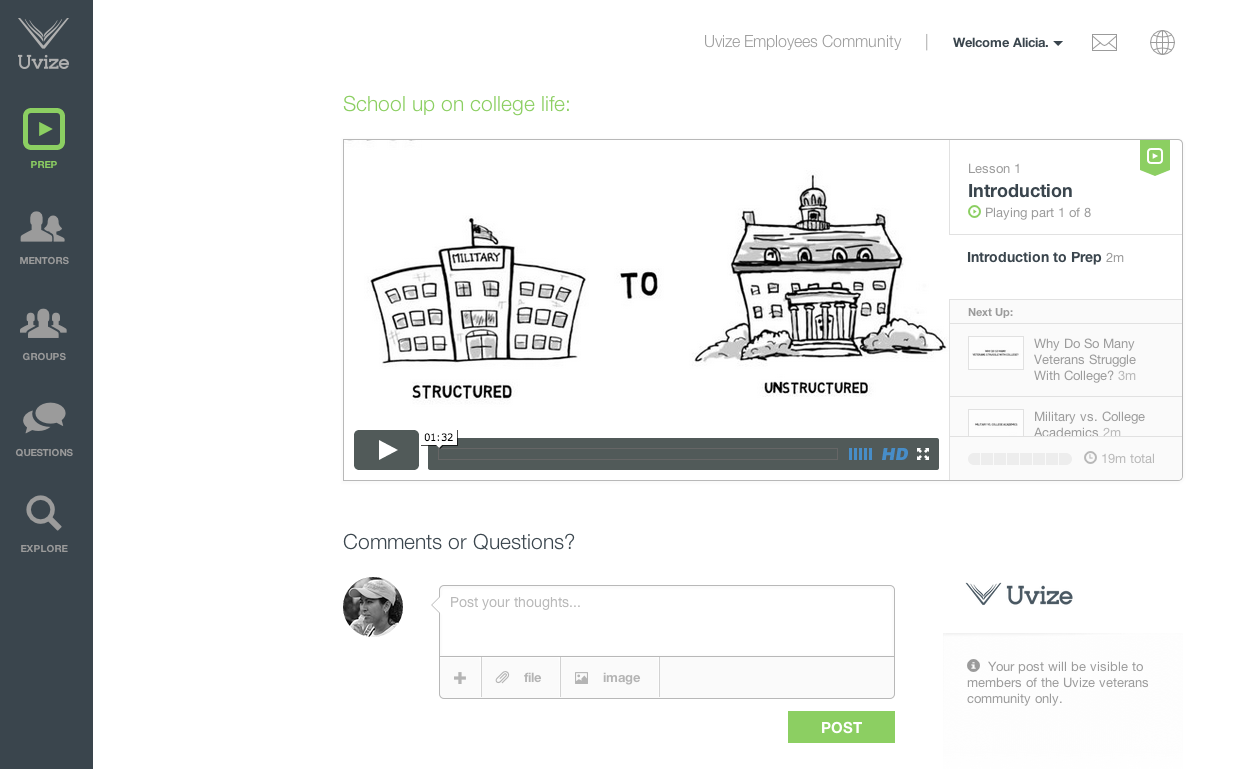 Uvize
PREP
MENTORS
GROUPS
QUESTIONS
EXPLORE
Uvize Employees Community | Welcome Alicia.
School up on college life:
MILITARY
TO
STRUCTURED
UNSTRUCTURED
01:32
HD
Lesson 1
Introduction
Playing part 1 of 8
Introduction to Prep 2m
Next Up:
Why Do So Many
Veterans Struggle
With College? 3m
Military vs. College
Academics 2m
19m total
Comments or Questions?
Post your thoughts...
file
image
POST
Uvize
Your post will be visible to
members of the Uvize veterans
community only.